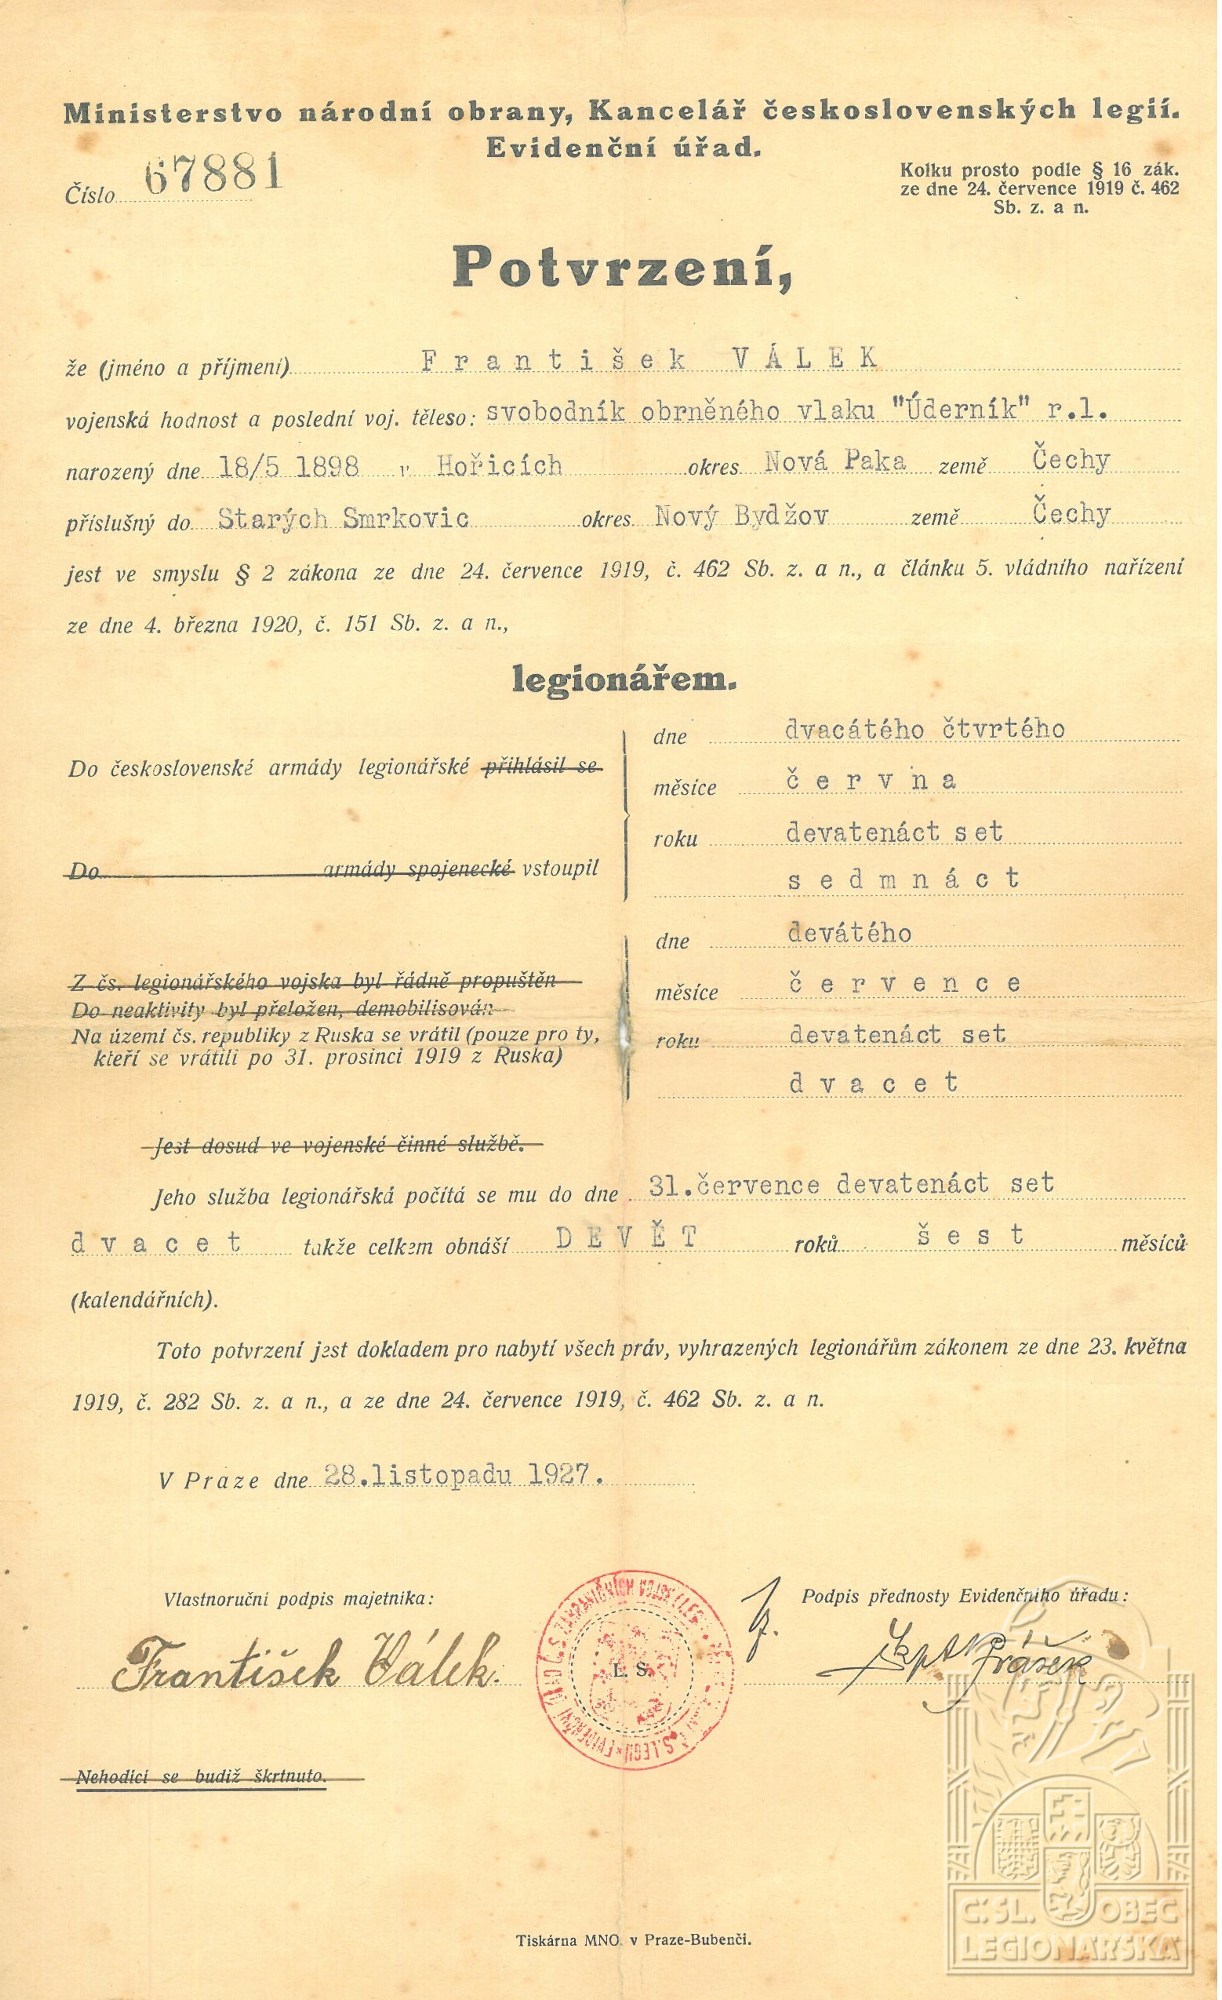 Ministerstvo národní obrany, Kancelář československých legií.
Evidenční úřad.
Číslo 67881
Kolku prosto podle § 16 zák.
ze dne 24. července 1919 č. 462
Sb. z. a n.
Potvrzení,
že (jméno a příjmení) František VÁLEK
vojenská hodnost a poslední voj. těleso: svobodník obrněného vlaku "Úderník" r.l.
narozený dne 18/5 1898 v Hořicích okres Nová Paka země Čechy
příslušný do Starých Smrkovic okres Nový Bydžov země Čechy
jest ve smyslu § 2 zákona ze dne 24. července 1919, č. 462 Sb. z. a n., a článku 5. vládního nařízení
ze dne 4. března 1920, č. 151 Sb. z. a n.,
legionářem.
Do československé armády legionářské přihlásil se
Do armády spojenecké vstoupil
dne dvacátého čtvrtého
měsíce června
roku devatenáct set
sedmnáct
Z čs. legionářského vojska byl řádně propuštěn
Do neaktivity byl přeložen, demobilisován
Na území čs. republiky z Ruska se vrátil (pouze pro ty,
kteří se vrátili po 31. prosinci 1919 z Ruska)
dne devátého
měsíce července
roku devatenáct set
dvacet
Jest dosud ve vojenské činné službě.
Jeho služba legionářská počítá se mu do dne 31.července devatenáct set
dvacet takže celkem obnáší DEVĚT roků šest měsíců
(kalendářních).
Toto potvrzení jest dokladem pro nabytí všech práv, vyhrazených legionářům zákonem ze dne 23. května
1919, č. 282 Sb. z. a n., a ze dne 24. července 1919, č. 462 Sb. z. a n.
V Praze dne 28.listopadu 1927.
Vlastnoruční podpis majetníka:
František Válek.
L. S.
Podpis přednosty Evidenčního úřadu:
Nehodící se budiž škrtnuto.
Tiskárna MNO. v Praze-Bubenči.
Č.SL. OBEC
LEGIONÁŘSKÁ